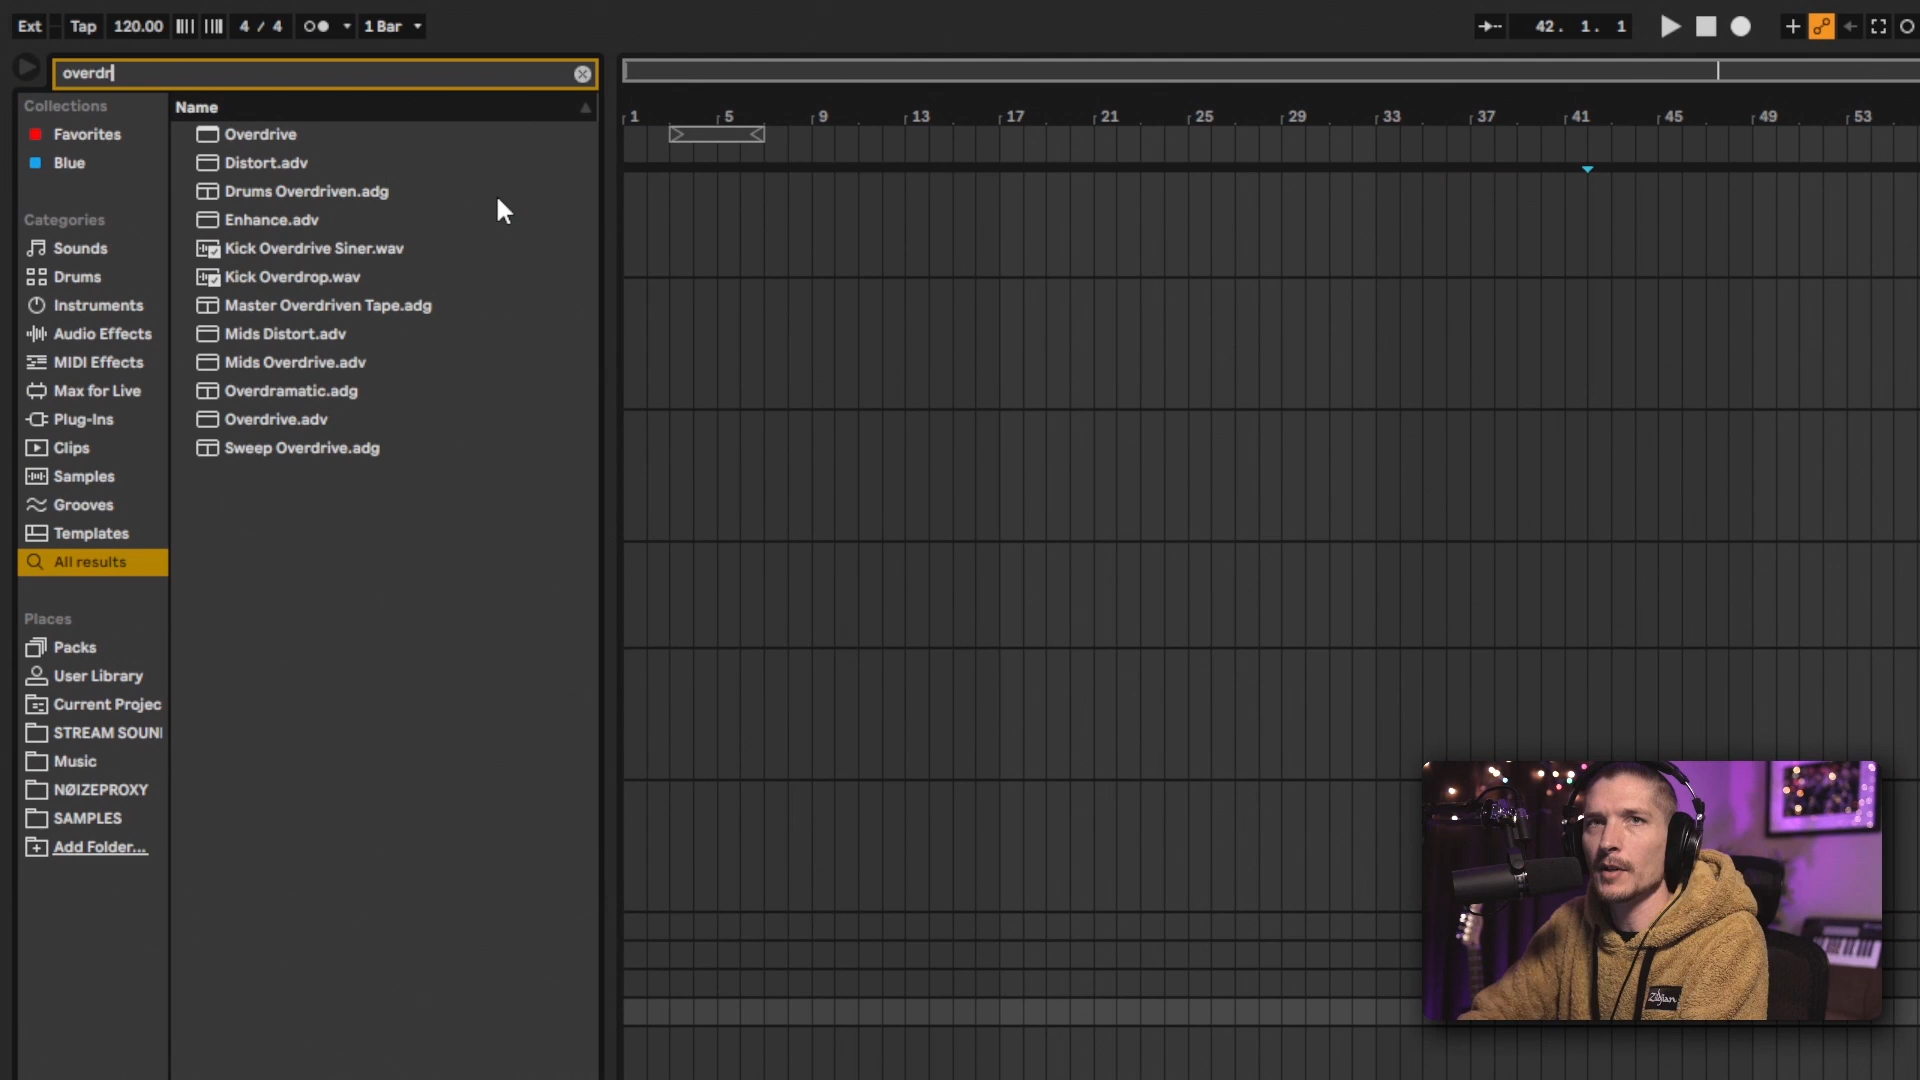 Ext Tap 120.00 4 / 4 1 Bar 42. 1. 1
overdr
Collections
Favorites
Blue
Categories
Sounds
Drums
Instruments
Audio Effects
MIDI Effects
Max for Live
Plug-Ins
Clips
Samples
Grooves
Templates
All results
Places
Packs
User Library
Current Projec
STREAM SOUN
Music
NØIZEPROXY
SAMPLES
Add Folder...
Name
Overdrive
Distort.adv
Drums Overdriven.adg
Enhance.adv
Kick Overdrive Siner.wav
Kick Overdrop.wav
Master Overdriven Tape.adg
Mids Distort.adv
Mids Overdrive.adv
Overdramatic.adg
Overdrive.adv
Sweep Overdrive.adg
1 5 9 13 17 21 25 29 33 37 41 45 49 53
Zildjian